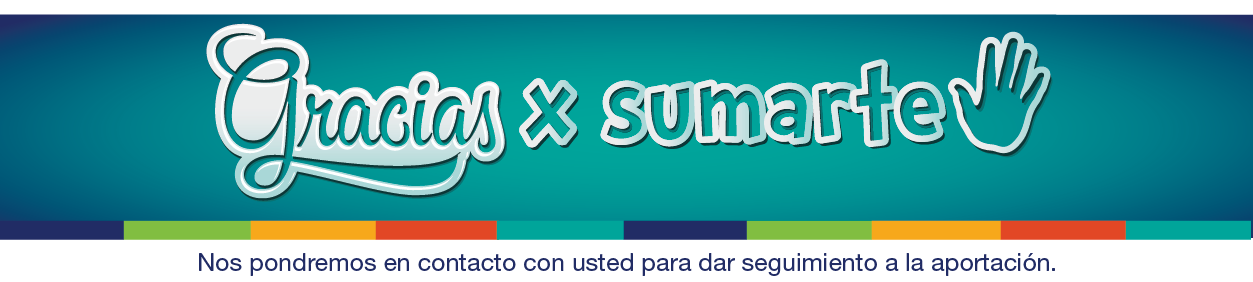 Gracias x sumarte
Nos pondremos en contacto con usted para dar seguimiento a la aportación.